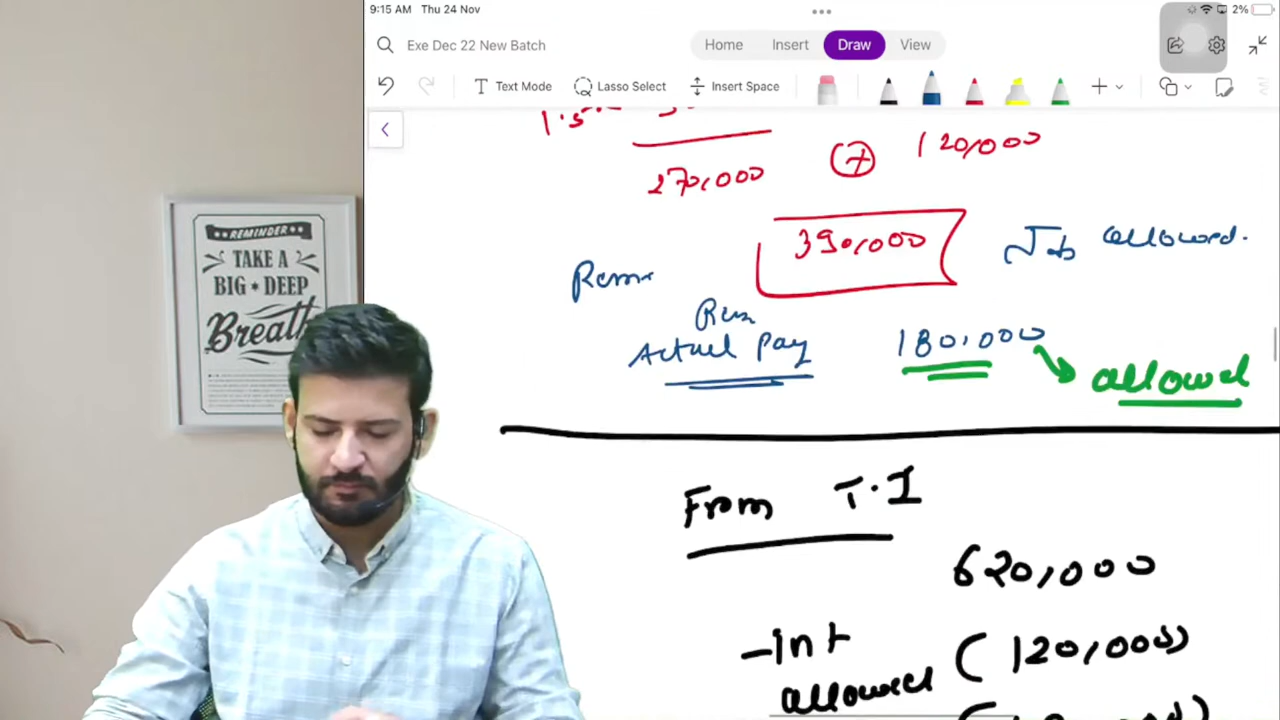 9:15 AM Thu 24 Nov
2%
Exe Dec 22 New Batch
Home Insert Draw View
Text Mode Lasso Select Insert Space
270,000 + 120,000
390,000
allowed.
Rem
Actual Pay 180,000
allowed
From T.I
620,000
-int
allowed (120,000)
REMINDER
TAKE A
BIG DEEP
Breath